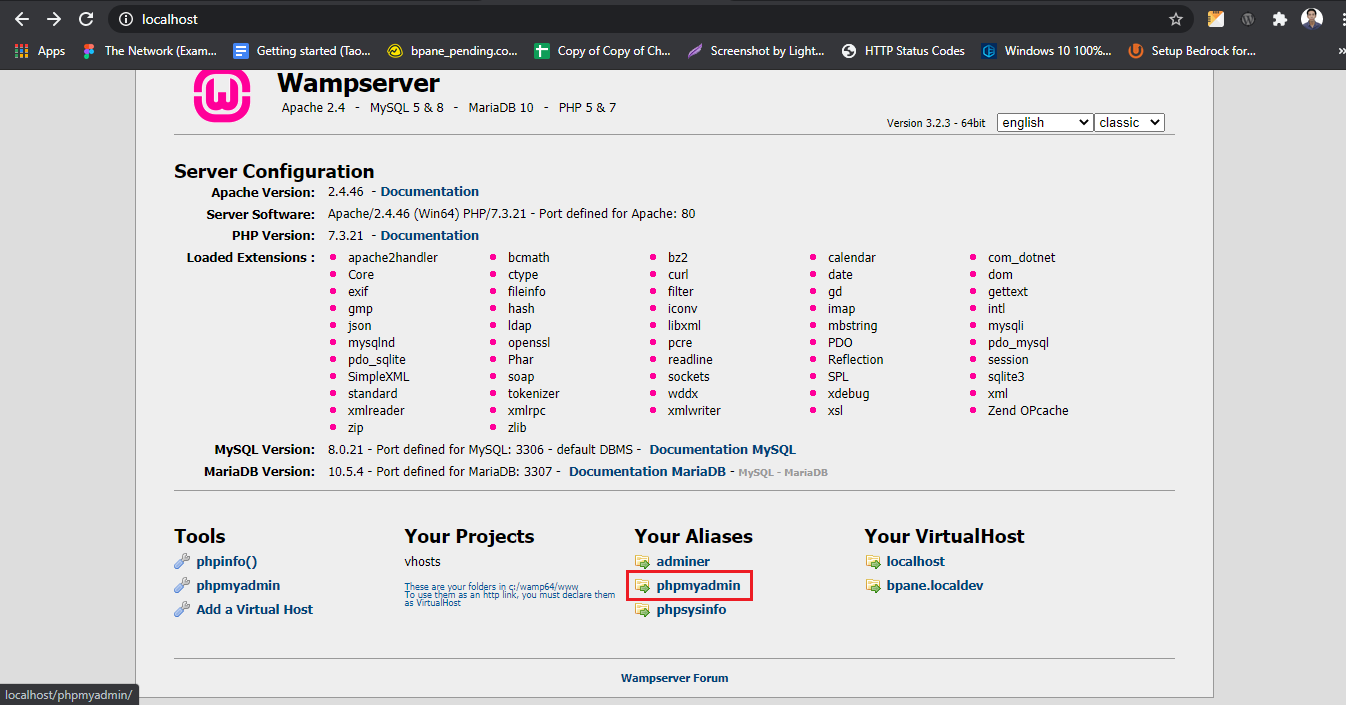 localhost
Apps The Network (Exam... Getting started (Tao... bpane_pending.co... Copy of Copy of Ch... Screenshot by Light... HTTP Status Codes Windows 10 100%... Setup Bedrock for... »
Wampserver
Apache 2.4 - MySQL 5 & 8 - MariaDB 10 - PHP 5 & 7
Version 3.2.3 - 64bit english classic
Server Configuration
Apache Version: 2.4.46 - Documentation
Server Software: Apache/2.4.46 (Win64) PHP/7.3.21 - Port defined for Apache: 80
PHP Version: 7.3.21 - Documentation
Loaded Extensions : apache2handler bcmath bz2 calendar com_dotnet
Core ctype curl date dom
exif fileinfo filter gd gettext
gmp hash iconv imap intl
json ldap libxml mbstring mysqli
mysqlnd openssl pcre PDO pdo_mysql
pdo_sqlite Phar readline Reflection session
SimpleXML soap sockets SPL sqlite3
standard tokenizer wddx xdebug xml
xmlreader xmlrpc xmlwriter xsl Zend OPcache
zip zlib
MySQL Version: 8.0.21 - Port defined for MySQL: 3306 - default DBMS - Documentation MySQL
MariaDB Version: 10.5.4 - Port defined for MariaDB: 3307 - Documentation MariaDB - MySQL - MariaDB
Tools
phpinfo()
phpmyadmin
Add a Virtual Host
Your Projects
vhosts
These are your folders in c:/wamp64/www
To use them as an http link, you must declare them
as VirtualHost
Your Aliases
adminer
phpmyadmin
phpsysinfo
Your VirtualHost
localhost
bpane.localdev
Wampserver Forum
localhost/phpmyadmin/